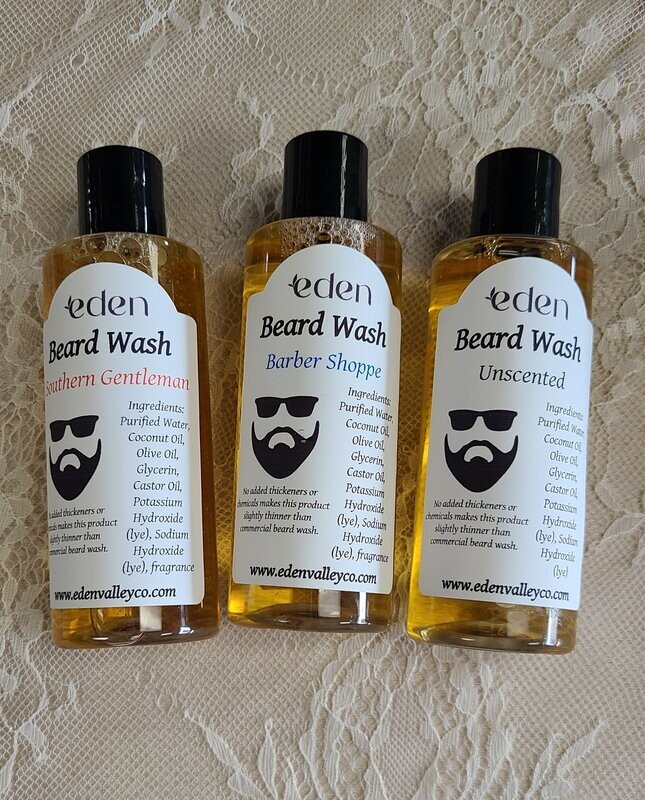 eden
Beard Wash
Southern Gentleman
Ingredients:
Purified Water,
Coconut Oil,
Olive Oil,
Glycerin,
Castor Oil,
Potassium
Hydroxide
(lye), Sodium
Hydroxide
(lye), fragrance
No added thickeners or
chemicals makes this product
slightly thinner than
commercial beard wash.
www.edenvalleyco.com
eden
Beard Wash
Barber Shoppe
Ingredients:
Purified Water,
Coconut Oil,
Olive Oil,
Glycerin,
Castor Oil,
Potassium
Hydroxide
(lye), Sodium
Hydroxide
(lye), fragrance
No added thickeners or
chemicals makes this product
slightly thinner than
commercial beard wash.
www.edenvalleyco.com
eden
Beard Wash
Unscented
Ingredients:
Purified Water,
Coconut Oil,
Olive Oil,
Glycerin,
Castor Oil,
Potassium
Hydroxide
(lye), Sodium
Hydroxide
(lye)
No added thickeners or
chemicals makes this product
slightly thinner than
commercial beard wash.
www.edenvalleyco.com